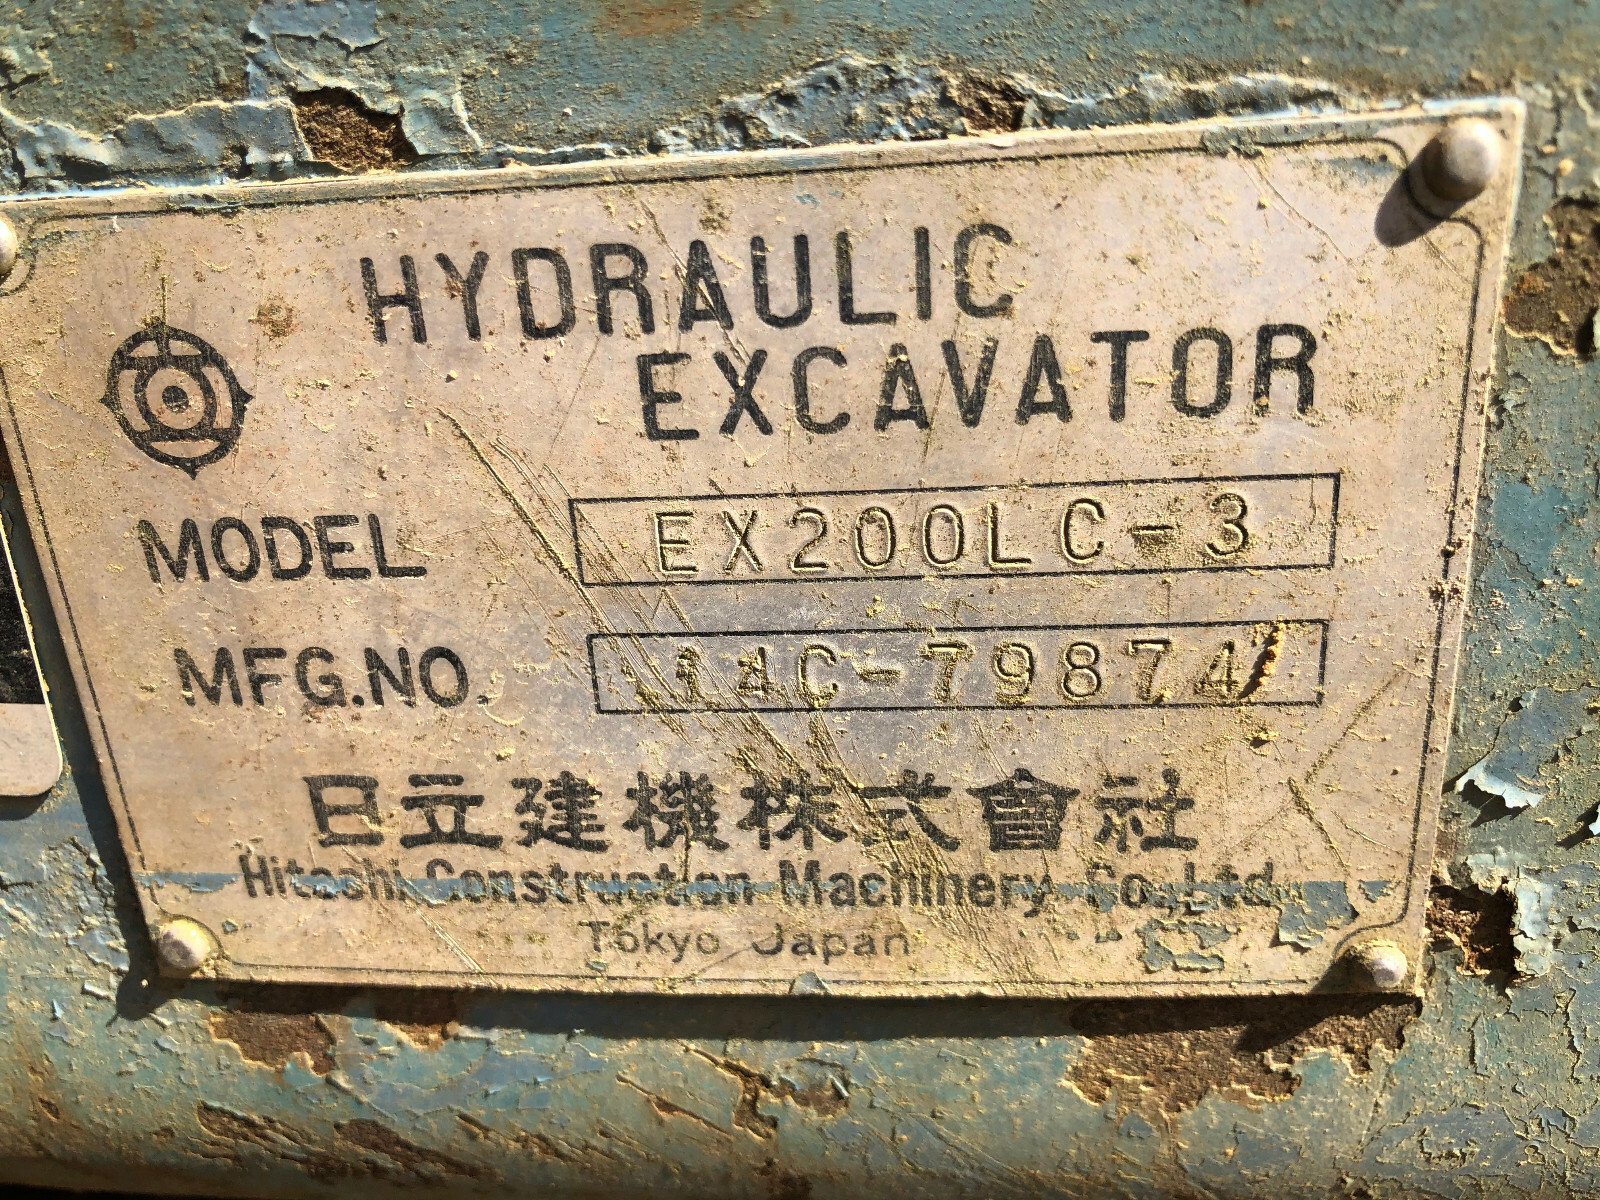 HYDRAULIC
EXCAVATOR
MODEL EX200LC-3
MFG.NO. 14C-79874
日立建機株式會社
Hitachi Construction Machinery Co.,Ltd.
Tokyo Japan